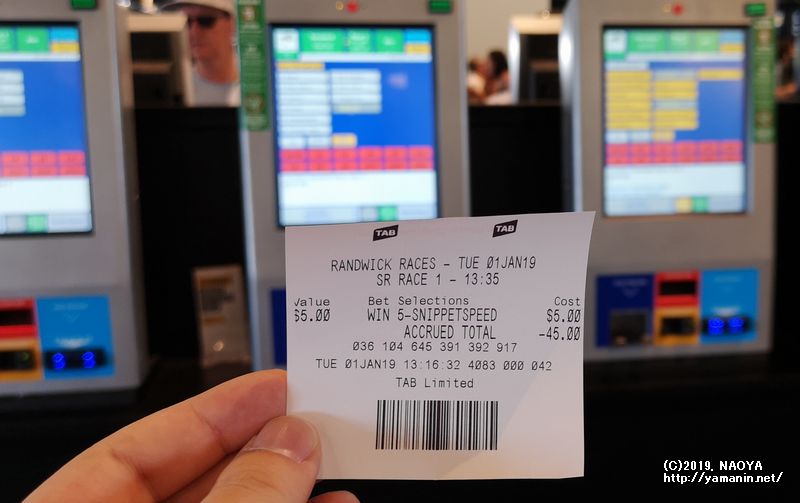 TAB TAB
RANDWICK RACES - TUE 01JAN19
SR RACE 1 - 13:35
Value Bet Selections Cost
$5.00 WIN 5-SNIPPETSPEED $5.00
ACCRUED TOTAL -45.00
036 104 645 391 392 917
TUE 01JAN19 13:16:32 4083 000 042
TAB Limited
(C)2019, NAOYA
http://yamanin.net/